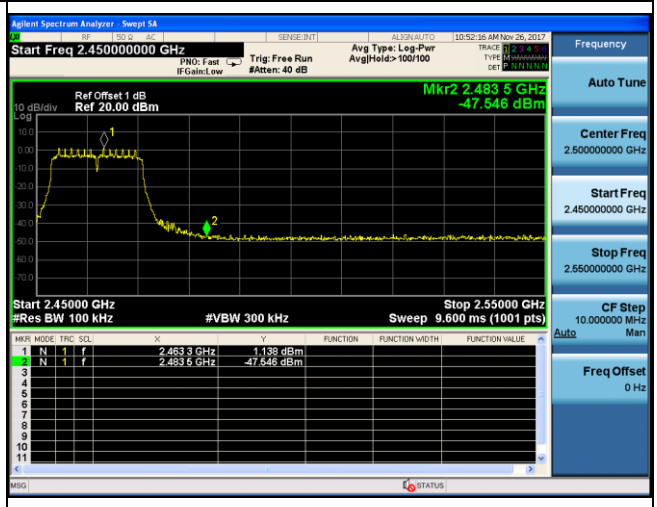 Agilent Spectrum Analyzer - Swept SA
RF 50 Ω AC SENSE:INT ALIGNAUTO 10:52:16 AM Nov 26, 2017
Start Freq 2.450000000 GHz
PNO: Fast
IFGain:Low
Trig: Free Run
#Atten: 40 dB
Avg Type: Log-Pwr
Avg|Hold:>100/100
TRACE 1 2 3 4 5 6
TYPE M
DET P N N N N N
Ref Offset 1 dB
Ref 20.00 dBm
10 dB/div
Log
Mkr2 2.483 5 GHz
-47.546 dBm
10.0
0.00
-10.0
-20.0
-30.0
-40.0
-50.0
-60.0
-70.0
1
2
Start 2.45000 GHz Stop 2.55000 GHz
#Res BW 100 kHz #VBW 300 kHz Sweep 9.600 ms (1001 pts)
MKR MODE TRC SCL X Y FUNCTION FUNCTION WIDTH FUNCTION VALUE
1 N 1 f 2.463 3 GHz 1.138 dBm
2 N 1 f 2.483 5 GHz -47.546 dBm
3
4
5
6
7
8
9
10
11
MSG STATUS
Frequency
Auto Tune
Center Freq
2.500000000 GHz
Start Freq
2.450000000 GHz
Stop Freq
2.550000000 GHz
CF Step
10.000000 MHz
Auto Man
Freq Offset
0 Hz